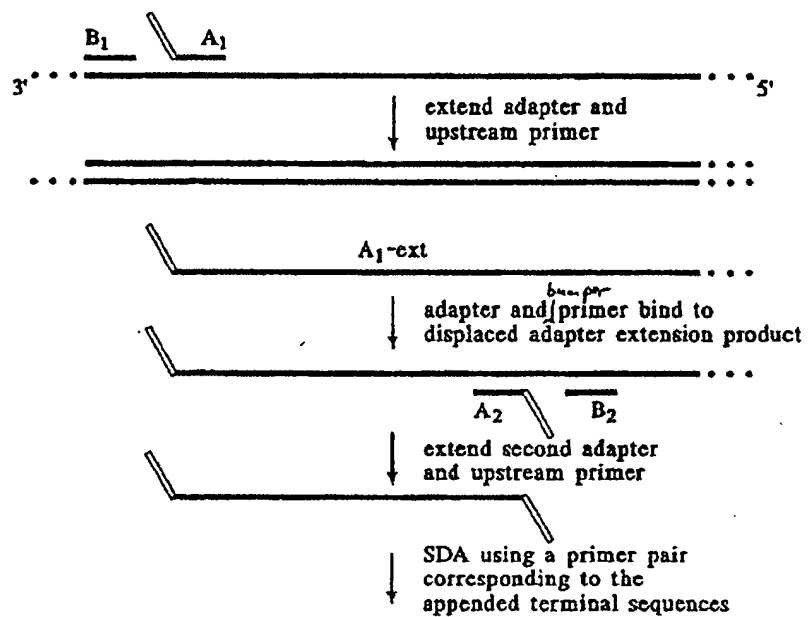 B1 A1
3' 5'
extend adapter and
upstream primer
A1-ext
bumper
adapter and primer bind to
displaced adapter extension product
A2 B2
extend second adapter
and upstream primer
SDA using a primer pair
corresponding to the
appended terminal sequences